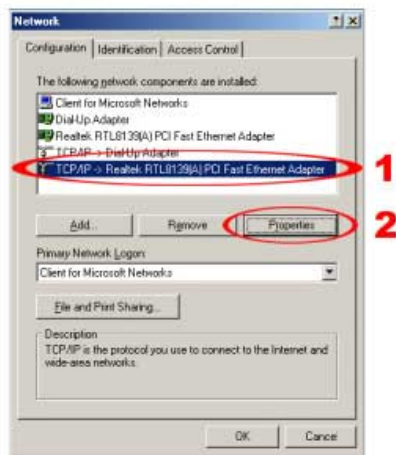 Network
Configuration Identification Access Control
The following network components are installed:
Client for Microsoft Networks
Dial-Up Adapter
Realtek RTL8139(A) PCI Fast Ethernet Adapter
TCP/IP -> Dial-Up Adapter
TCP/IP -> Realtek RTL8139(A) PCI Fast Ethernet Adapter
1
Add... Remove Properties
2
Primary Network Logon:
Client for Microsoft Networks
File and Print Sharing...
Description
TCP/IP is the protocol you use to connect to the Internet and
wide-area networks.
OK Cancel